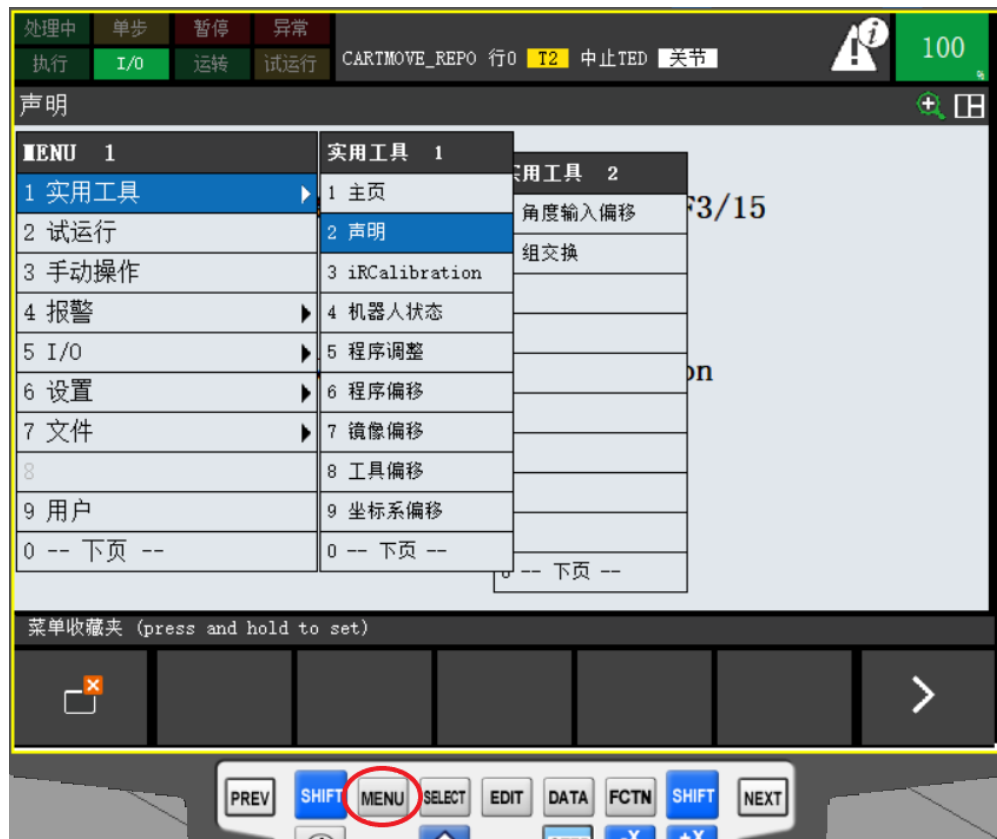 处理中 单步 暂停 异常
执行 I/O 运转 试运行 CARTMOVE_REPO 行0 T2 中止TED 关节 100 %
声明
MENU 1
1 实用工具
2 试运行
3 手动操作
4 报警
5 I/O
6 设置
7 文件
8
9 用户
0 -- 下页 --
实用工具 1
1 主页
2 声明
3 iRCalibration
4 机器人状态
5 程序调整
6 程序偏移
7 镜像偏移
8 工具偏移
9 坐标系偏移
0 -- 下页 --
用工具 2
角度输入偏移
组交换
-- 下页 --
F3/15
on
菜单收藏夹 (press and hold to set)
PREV SHIFT MENU SELECT EDIT DATA FCTN SHIFT NEXT
-X +X